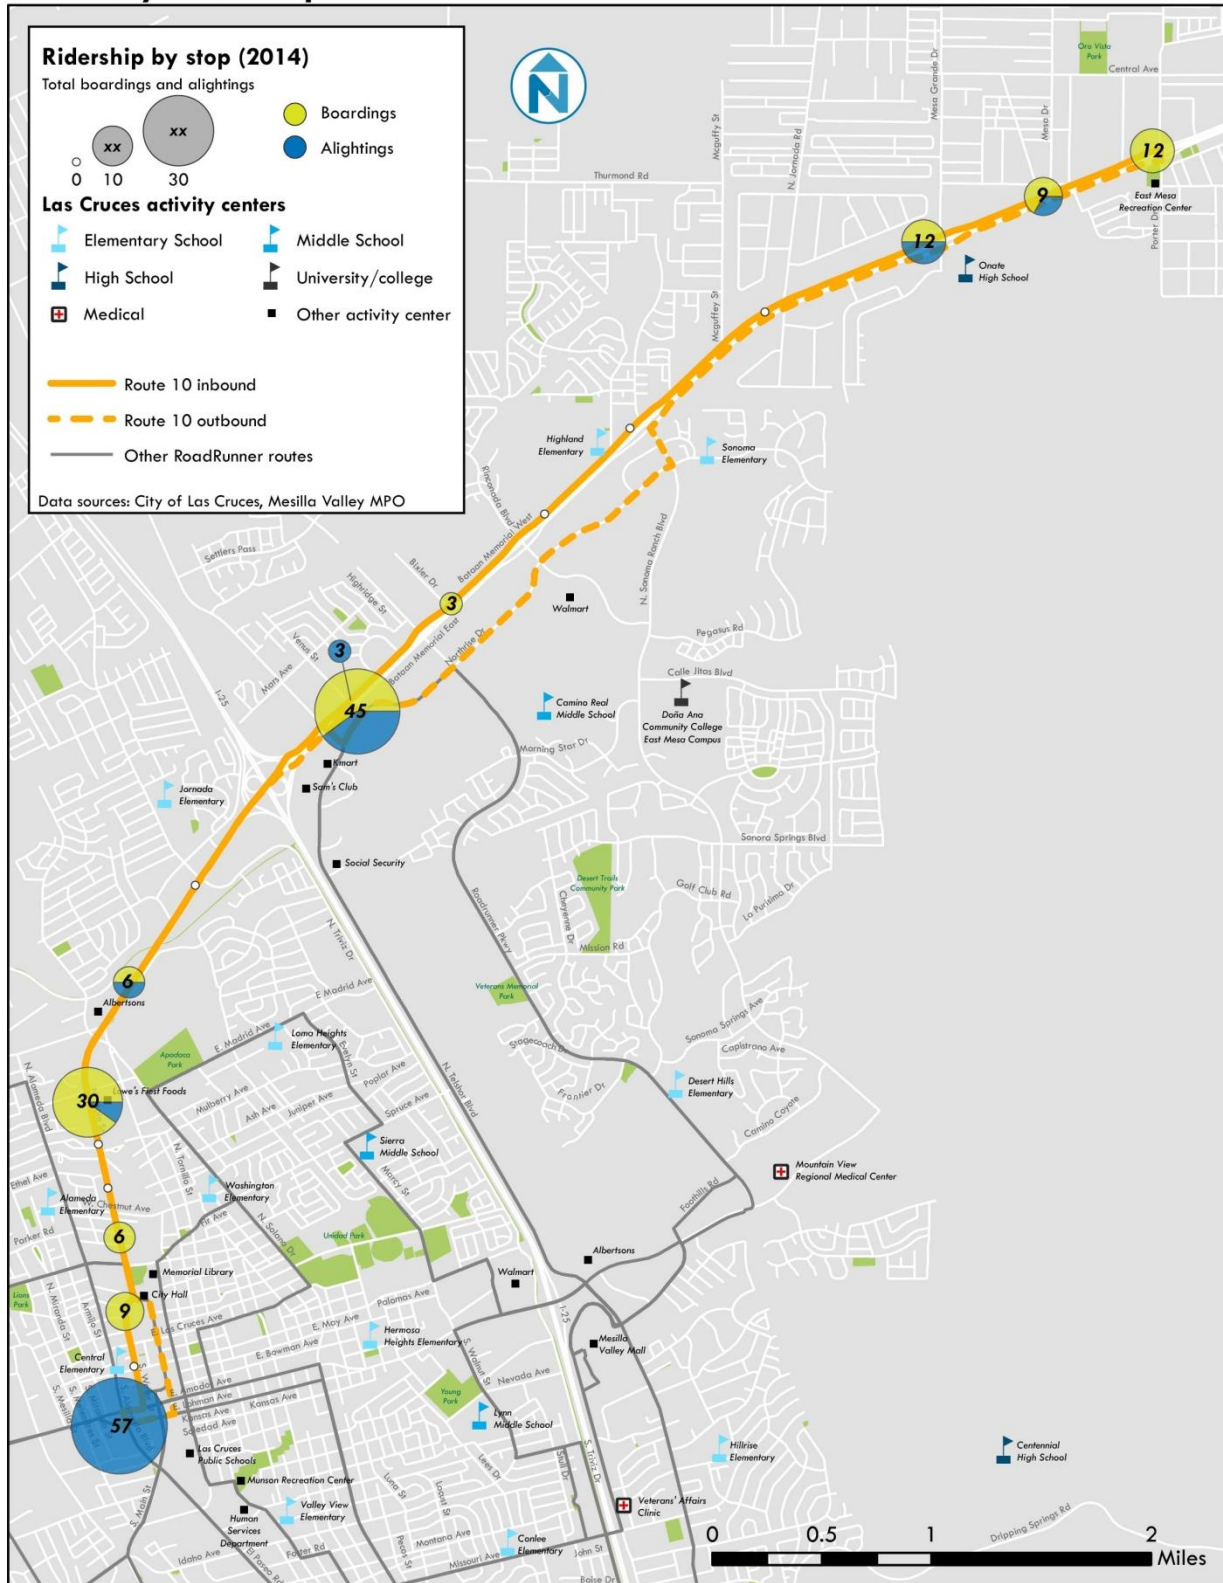 Ridership by stop (2014)
Total boardings and alightings
xx
xx
0
10
30
Boardings
Alightings
Las Cruces activity centers
Elementary School
Middle School
High School
University/college
Medical
Other activity center
Route 10 inbound
Route 10 outbound
Other RoadRunner routes
Data sources: City of Las Cruces, Mesilla Valley MPO
N
Oro Vista
Park
Central Ave
Mesa Grande Dr
Mesa Dr
Mcguffy St
N. Jornada Rd
Thurmond Rd
12
East Mesa
Recreation Center
Porter Dr
9
12
Onate
High School
Mcguffey St
Highland
Elementary
Sonoma
Elementary
Rinconada Blvd
Bataan Memorial West
N. Sonoma Ranch Blvd
Settlers Pass
Bixler Dr
Highridge St
3
Walmart
Pegasus Rd
Venus St
Mars Ave
Bataan Memorial East
Northrise Dr
3
45
Calle Jitas Blvd
I-25
Camino Real
Middle School
Doña Ana
Community College
East Mesa Campus
Morning Star Dr
Kmart
Sam's Club
Jornada
Elementary
Sonora Springs Blvd
Social Security
Desert Trails
Community Park
Golf Club Rd
La Purisima Dr
Cheyenne Dr
Roadrunner Pkwy
N. Triviz Dr
Mission Rd
6
Albertsons
E Madrid Ave
Veterans Memorial
Park
Sonoma Springs Ave
Capistrano Ave
E. Madrid Ave
Loma Heights
Elementary
Evelyn St
Stagecoach Dr
Apodaca
Park
N. Alameda Blvd
Poplar Ave
N. Telshor Blvd
Frontier Dr
Desert Hills
Elementary
30
Lowe's First Foods
Mulberry Ave
Ash Ave
Juniper Ave
Spruce Ave
Camino Coyote
Sierra
Middle School
N. Tornillo St
Marcy St
Mountain View
Regional Medical Center
Ethel Ave
Alameda
Elementary
Washington
Elementary
W. Chestnut Ave
Foothills Rd
Parker Rd
Fir Ave
N. Solano Dr
Unidad Park
6
Albertsons
Memorial Library
Walmart
Lions
Park
N. Miranda St
Armijo St
City Hall
9
Palomas Ave
I-25
E. Las Cruces Ave
E. May Ave
Hermosa
Heights Elementary
Mesilla
Valley Mall
Central
Elementary
E. Bowman Ave
S. Walnut St
Nevada Ave
E. Amador Ave
E. Lohman Ave
Kansas Ave
Kansas Ave
Young
Park
Soledad Ave
57
Lynn
Middle School
Las Cruces
Public Schools
Hillrise
Elementary
Centennial
High School
Lees Dr
Stull Dr
S. Triviz Dr
Munson Recreation Center
Luna St
Locust St
S. Main St
Human
Services
Department
Valley View
Elementary
Veterans' Affairs
Clinic
Montana Ave
Conlee
Elementary
John St
Pecos St
Missouri Ave
Idaho Ave
El Paseo Rd
Foster Rd
Boise Dr
Dripping Springs Rd
0
0.5
1
2
Miles